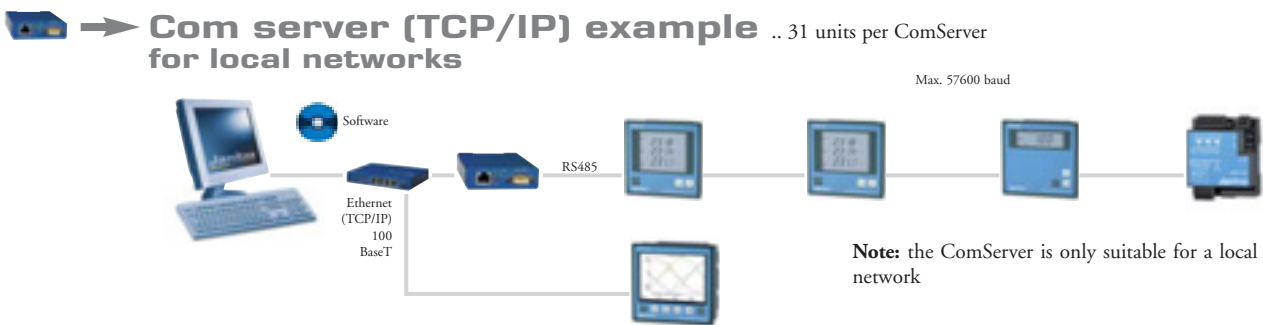 Com server (TCP/IP) example .. 31 units per ComServer
for local networks
Max. 57600 baud
Software
RS485
Ethernet
(TCP/IP)
100
BaseT
Note: the ComServer is only suitable for a local
network